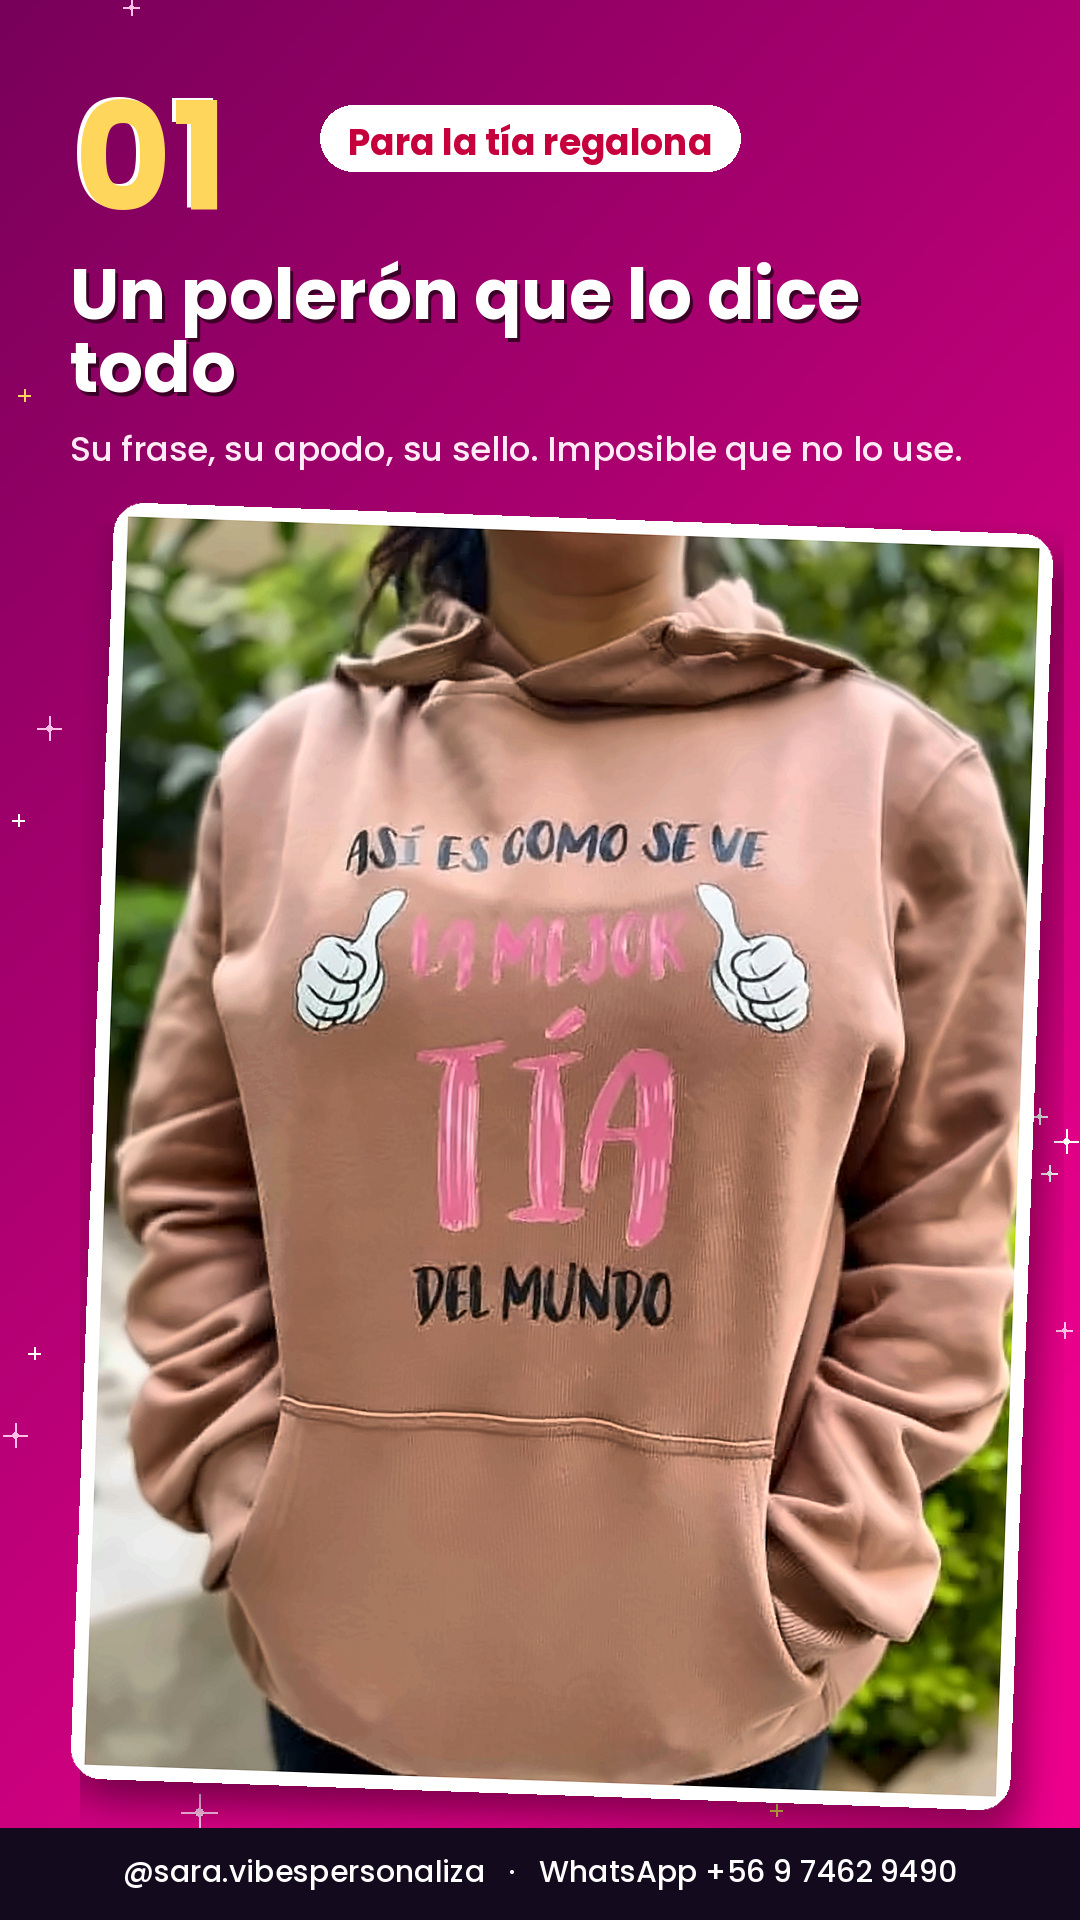 01
Para la tía regalona
Un polerón que lo dice
todo
Su frase, su apodo, su sello. Imposible que no lo use.
ASÍ ES COMO SE VE
LA MEJOR
TÍA
DEL MUNDO
@sara.vibespersonaliza · WhatsApp +56 9 7462 9490